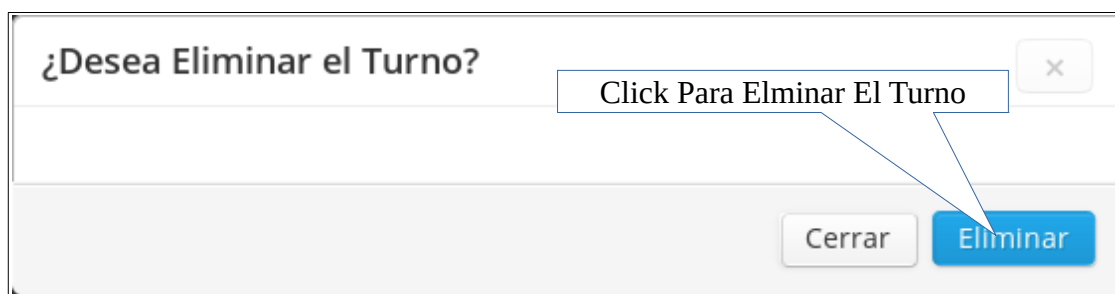 ¿Desea Eliminar el Turno?
×
Click Para Elminar El Turno
Cerrar
Eliminar